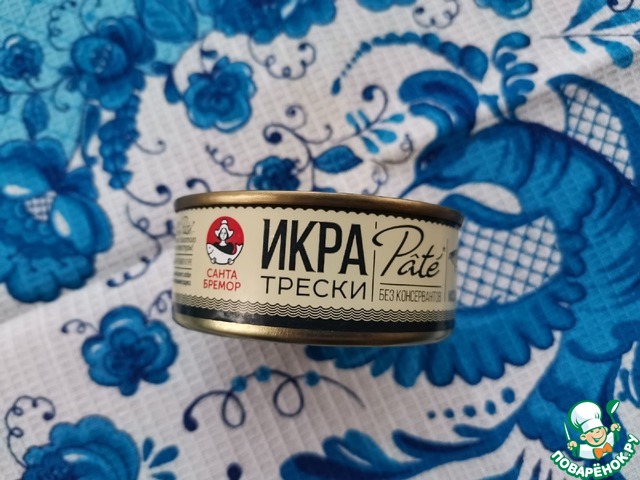 САНТА
БРЕМОР
ИКРА
ТРЕСКИ
Pâté
БЕЗ КОНСЕРВАНТОВ
ПОВАРЁНОК.РУ